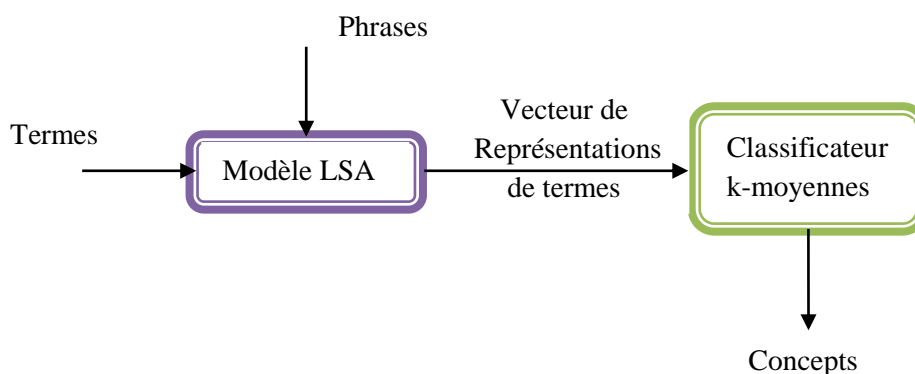 Phrases
Termes
Modèle LSA
Vecteur de
Représentations
de termes
Classificateur
k-moyennes
Concepts